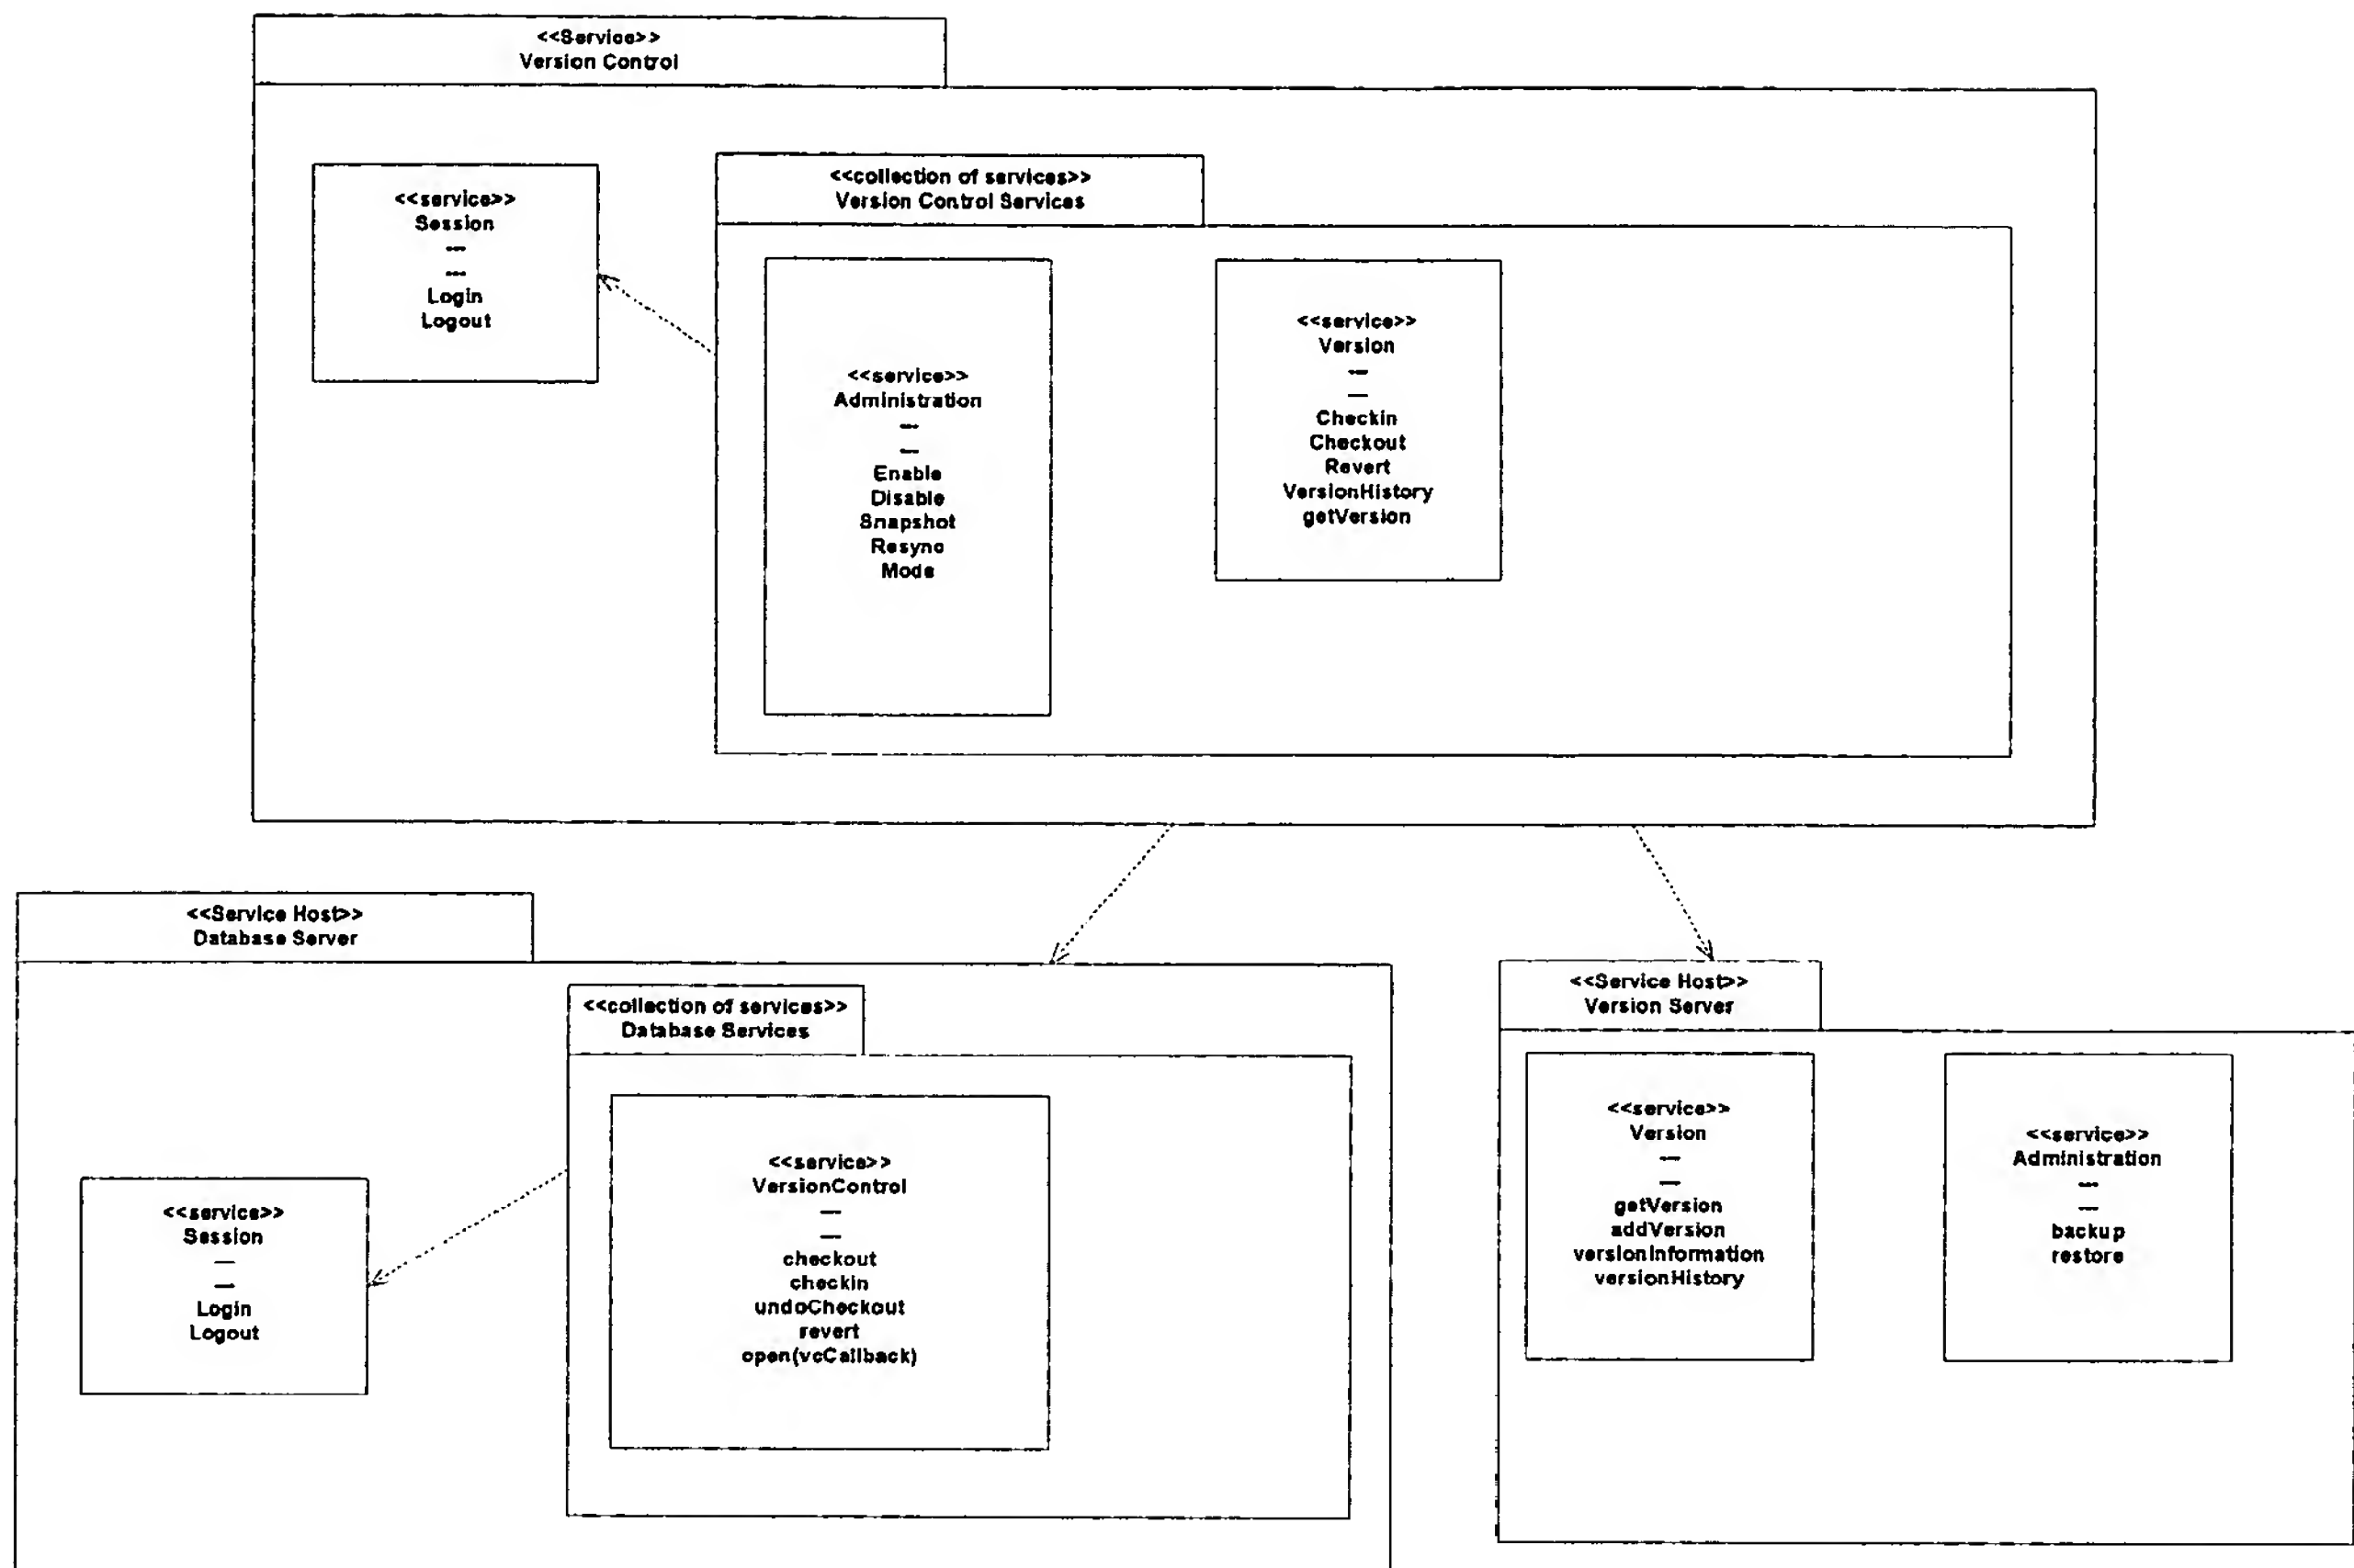 <<Service>>
Version Control
<<service>>
Session
---
---
Login
Logout
<<collection of services>>
Version Control Services
<<service>>
Administration
---
---
Enable
Disable
Snapshot
Resync
Mode
<<service>>
Version
---
---
Checkin
Checkout
Revert
VersionHistory
getVersion
<<Service Host>>
Database Server
<<service>>
Session
---
---
Login
Logout
<<collection of services>>
Database Services
<<service>>
VersionControl
---
---
checkout
checkin
undoCheckout
revert
open(vcCallback)
<<Service Host>>
Version Server
<<service>>
Version
---
---
getVersion
addVersion
versionInformation
versionHistory
<<service>>
Administration
---
---
backup
restore